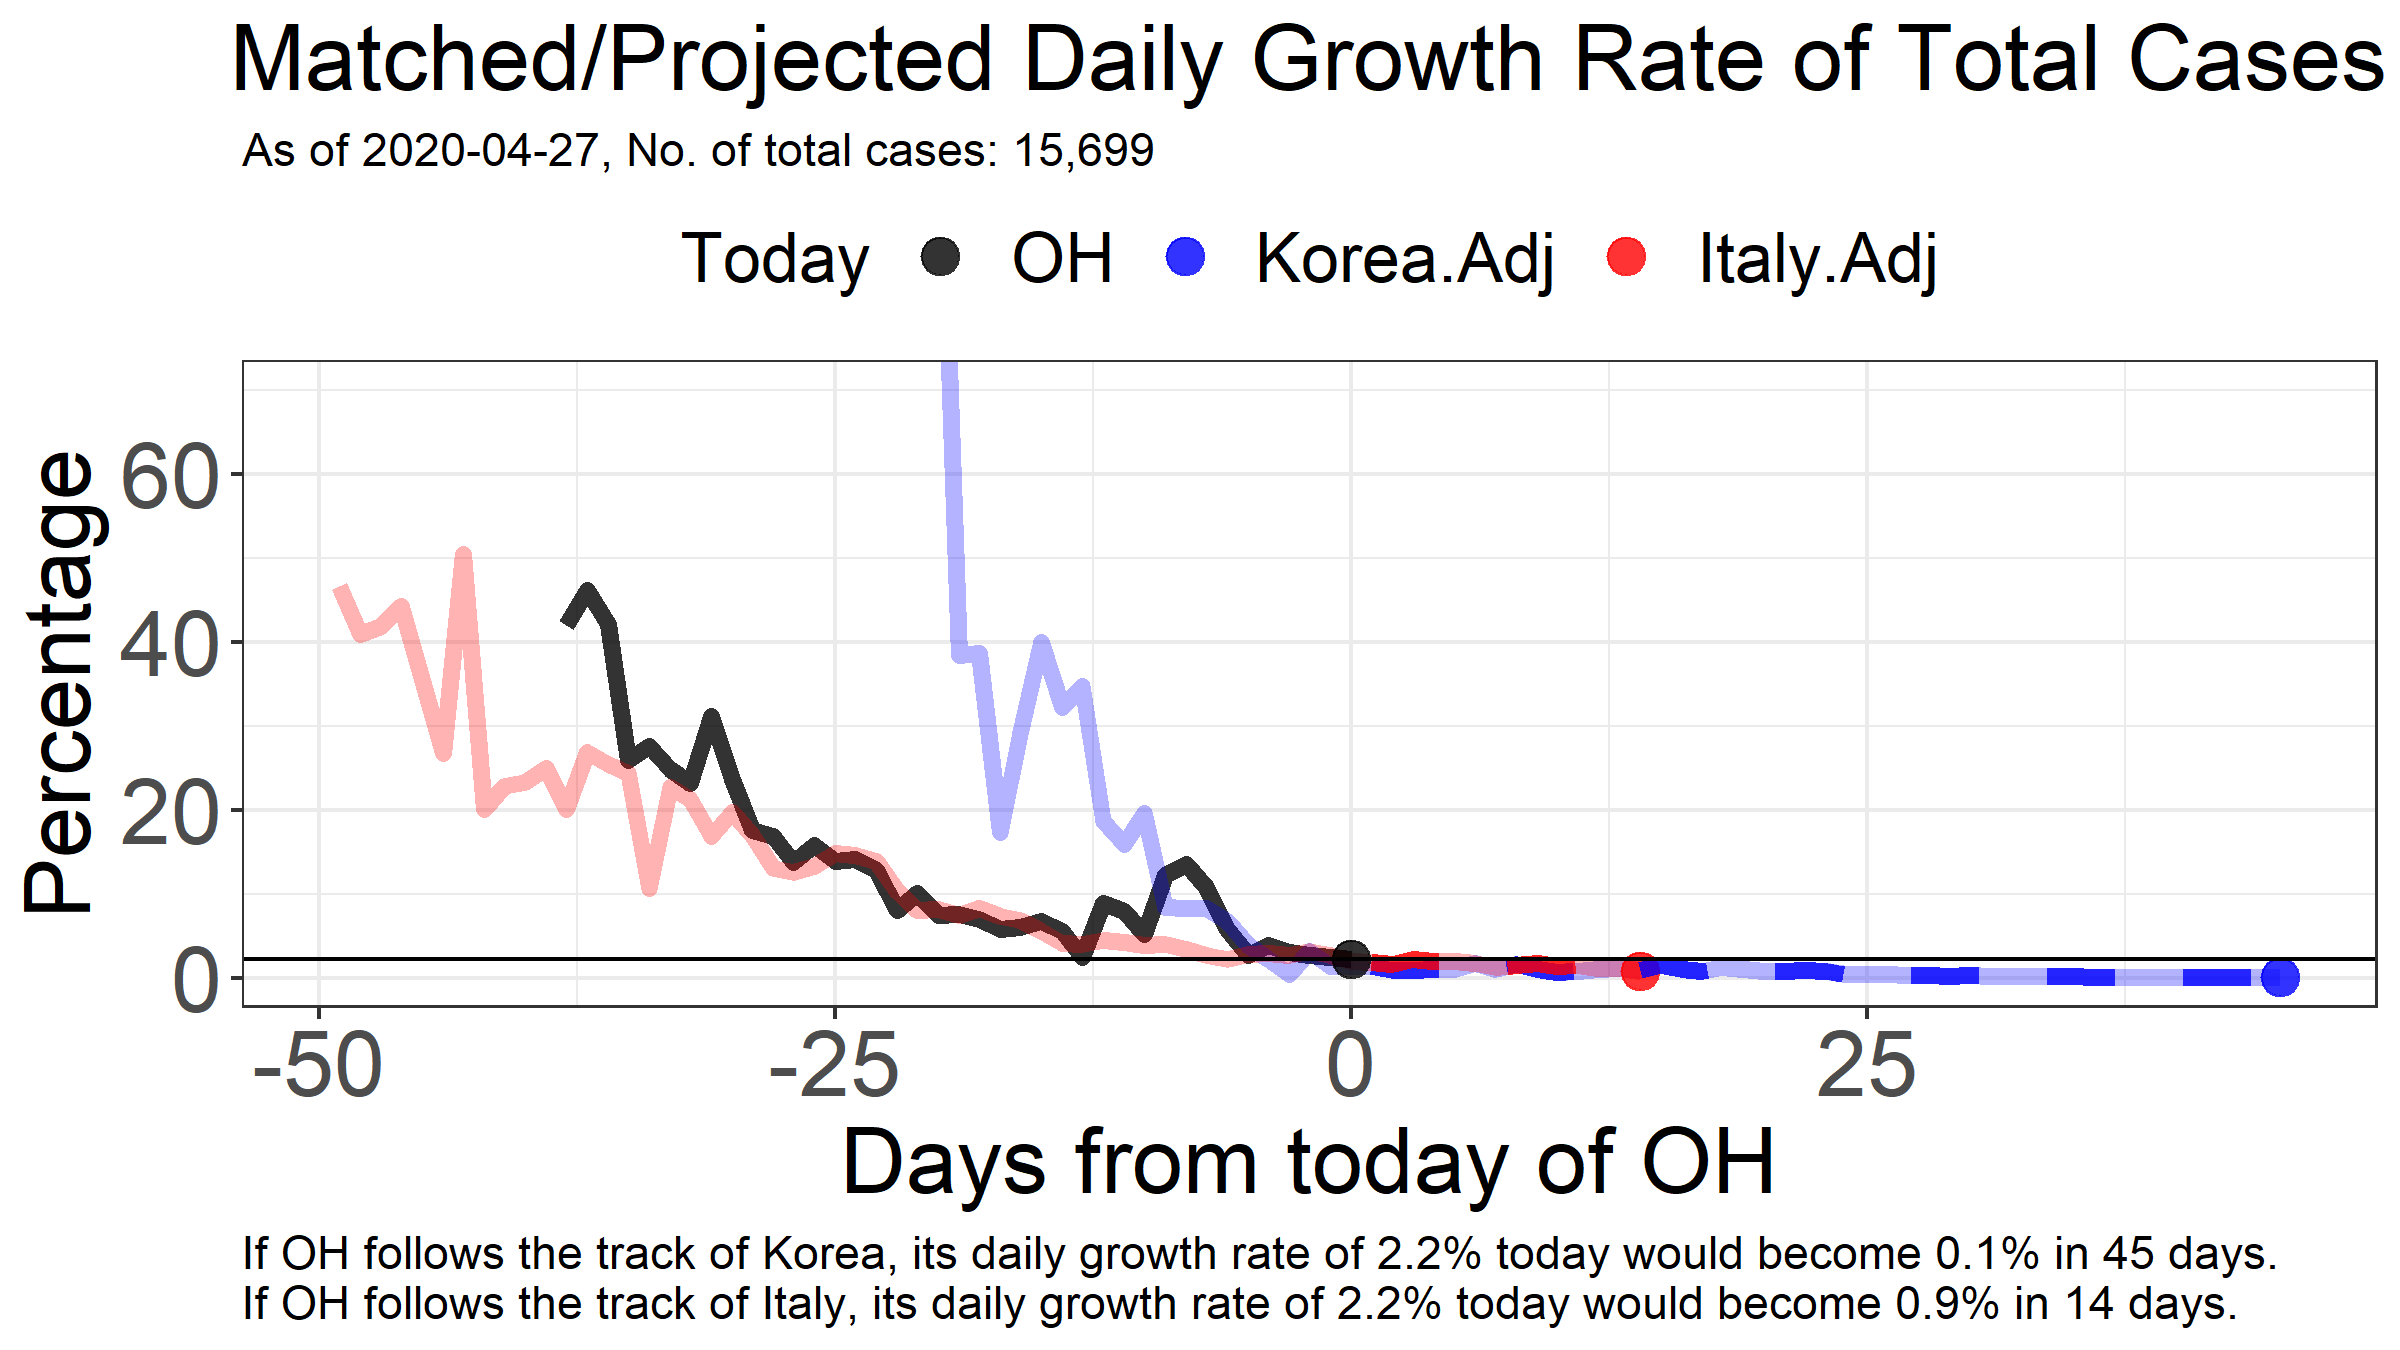 Matched/Projected Daily Growth Rate of Total Cases
As of 2020-04-27, No. of total cases: 15,699
Today OH Korea.Adj Italy.Adj
Percentage
60
40
20
0
-50 -25 0 25
Days from today of OH
If OH follows the track of Korea, its daily growth rate of 2.2% today would become 0.1% in 45 days.
If OH follows the track of Italy, its daily growth rate of 2.2% today would become 0.9% in 14 days.